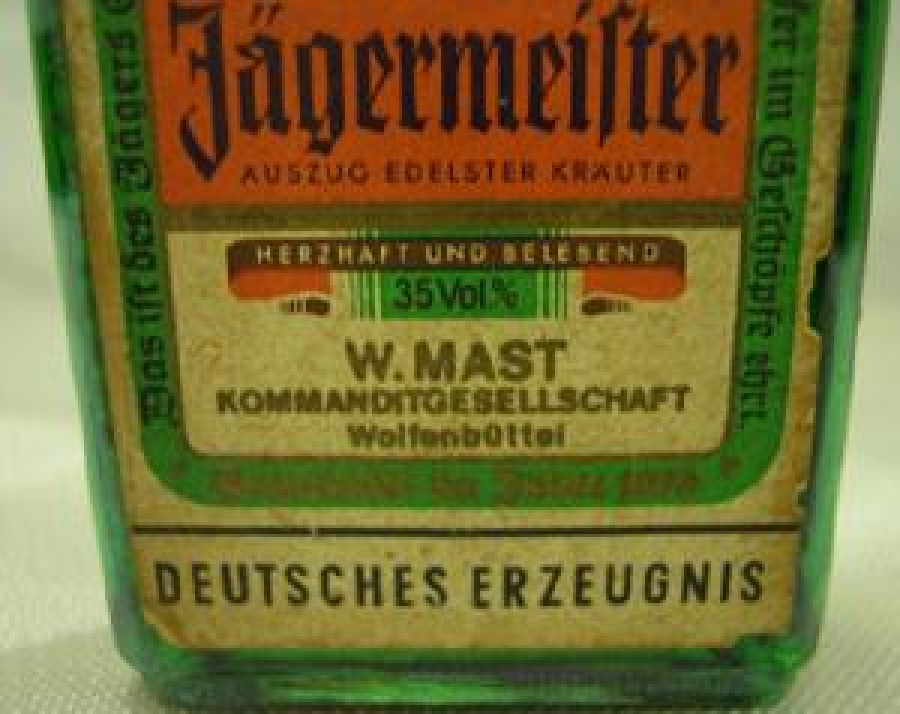 Jägermeiſter
AUSZUG EDELSTER KRÄUTER
HERZHAFT UND BELEBEND
35 Vol.%
W. MAST
KOMMANDITGESELLSCHAFT
Wolfenbüttel
DEUTSCHES ERZEUGNIS
Das iſt des Jägers
im Geſchöpfe ehrt.